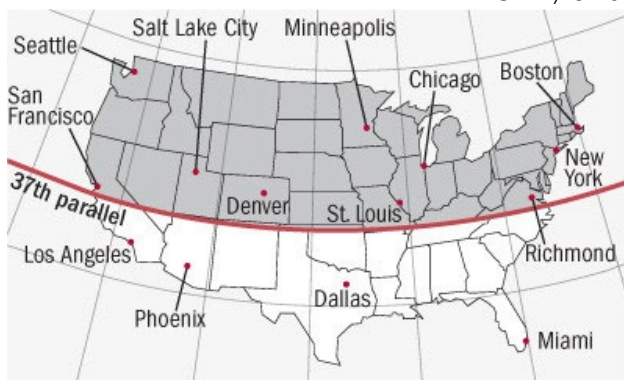 Salt Lake City
Minneapolis
Seattle
Chicago
Boston
San
Francisco
37th parallel
Denver
St. Louis
New
York
Los Angeles
Richmond
Phoenix
Dallas
Miami